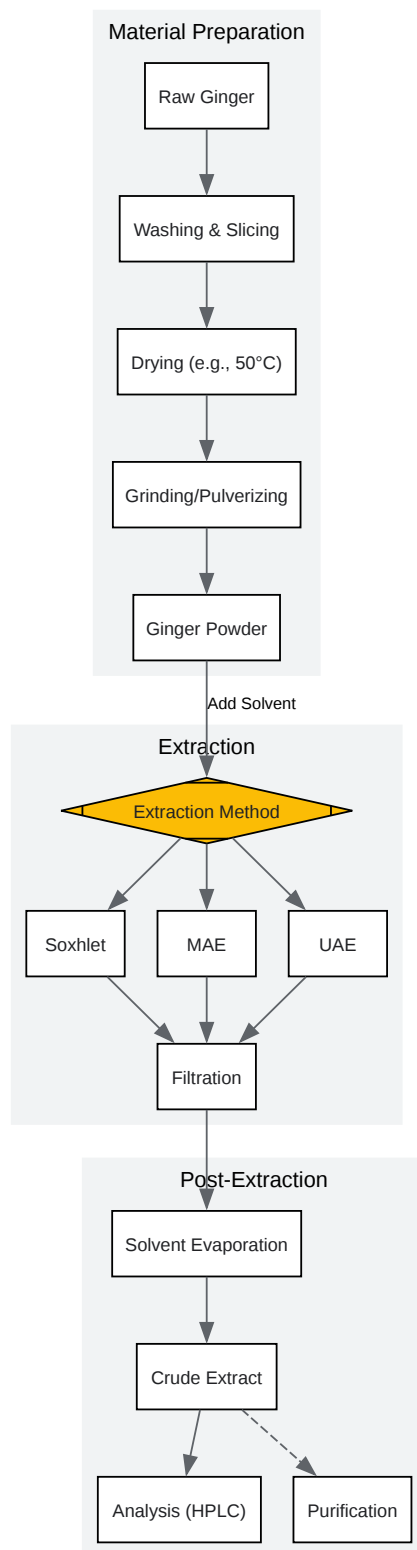 Material Preparation
Raw Ginger
Washing & Slicing
Drying (e.g., 50°C)
Grinding/Pulverizing
Ginger Powder
Add Solvent
Extraction
Extraction Method
Soxhlet
MAE
UAE
Filtration
Post-Extraction
Solvent Evaporation
Crude Extract
Analysis (HPLC)
Purification